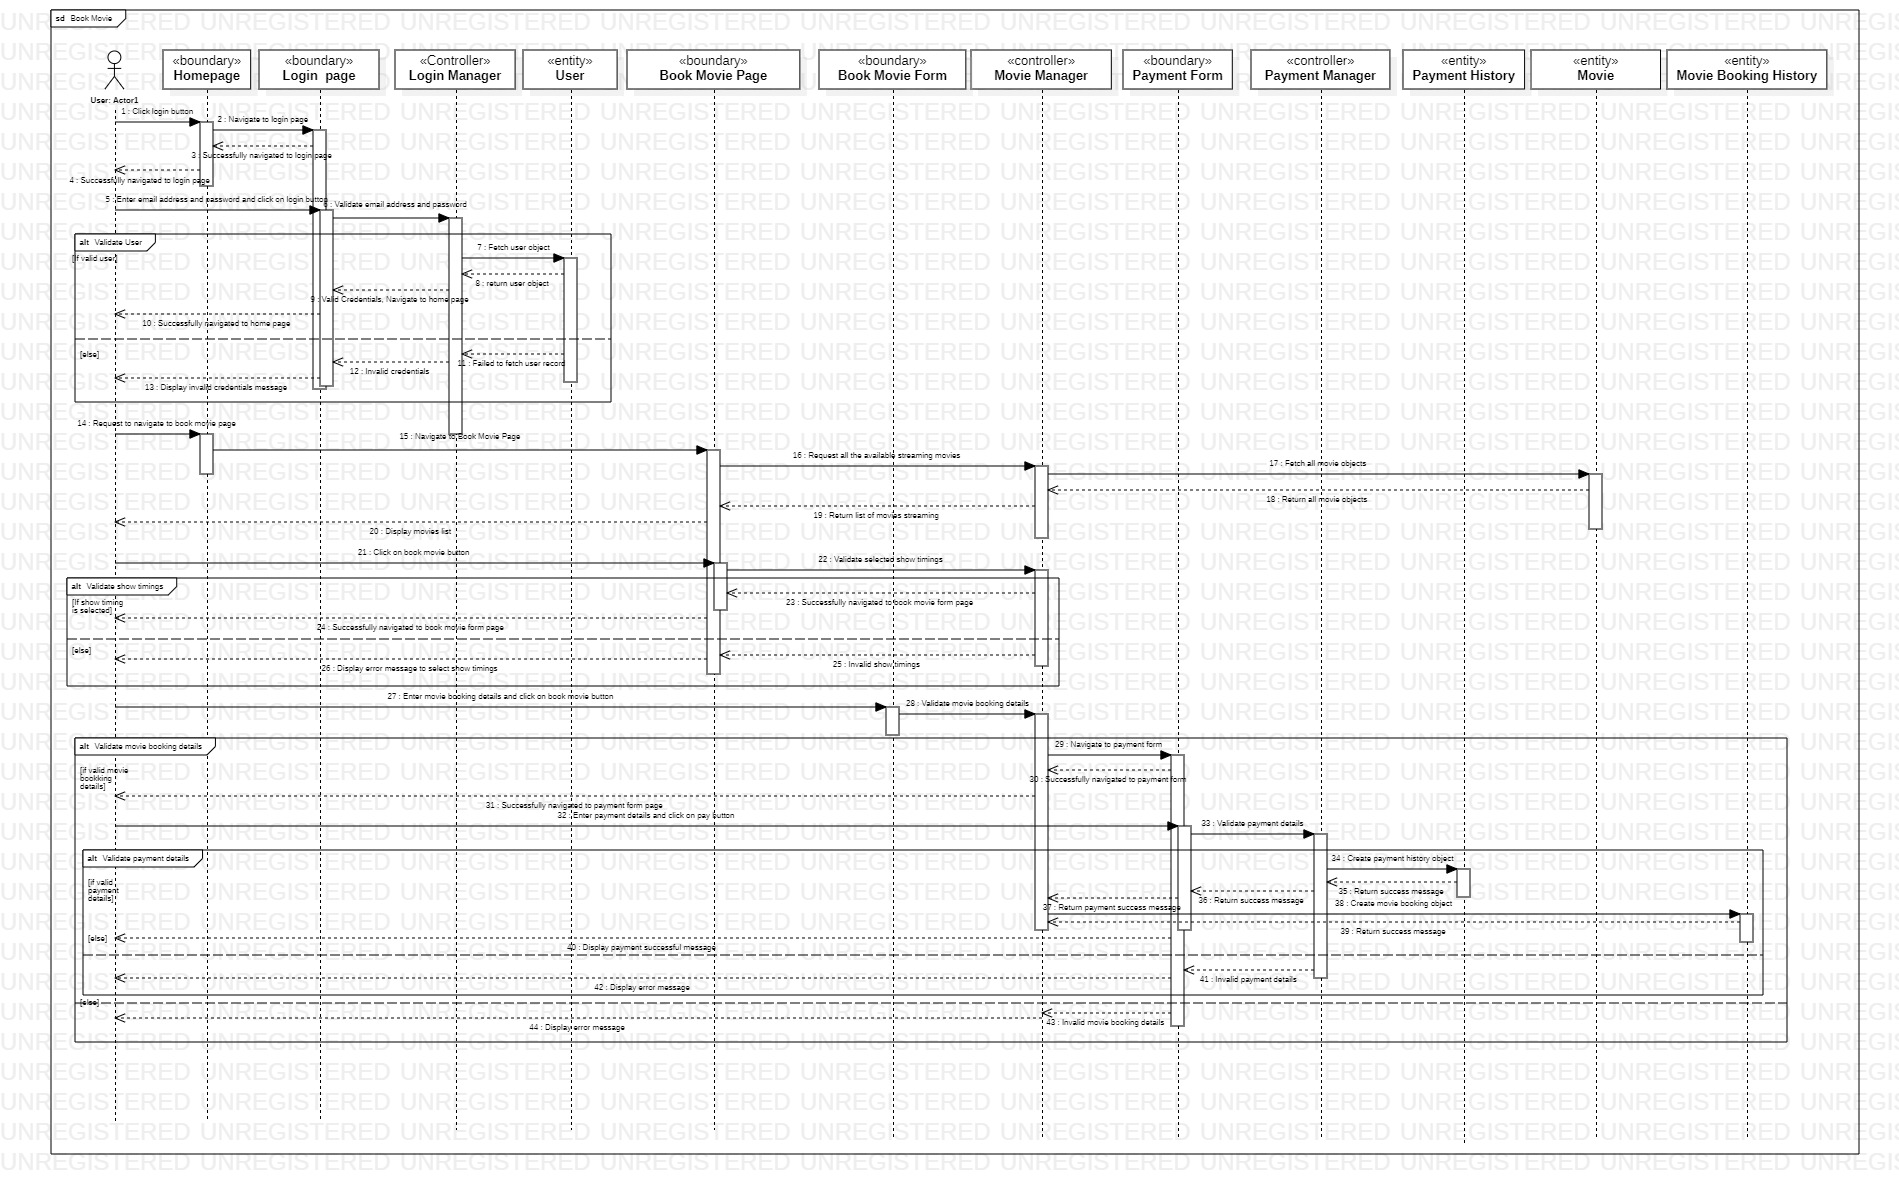 sd Book Movie
«boundary» Homepage
«boundary» Login page
«Controller» Login Manager
«entity» User
«boundary» Book Movie Page
«boundary» Book Movie Form
«controller» Movie Manager
«boundary» Payment Form
«controller» Payment Manager
«entity» Payment History
«entity» Movie
«entity» Movie Booking History
User: Actor1
1 : Click login button
2 : Navigate to login page
3 : Successfully navigated to login page
4 : Successfully navigated to login page
5 : Enter email address and password and click on login button
6 : Validate email address and password
alt Validate User
[if valid user]
7 : Fetch user object
8 : return user object
9 : Valid Credentials, Navigate to home page
10 : Successfully navigated to home page
[else]
11 : Failed to fetch user record
12 : Invalid credentials
13 : Display invalid credentials message
14 : Request to navigate to book movie page
15 : Navigate to Book Movie Page
16 : Request all the available streaming movies
17 : Fetch all movie objects
18 : Return all movie objects
19 : Return list of movies streaming
20 : Display movies list
21 : Click on book movie button
22 : Validate selected show timings
alt Validate show timings
[If show timing
is selected]
23 : Successfully navigated to book movie form page
24 : Successfully navigated to book movie form page
[else]
25 : Invalid show timings
26 : Display error message to select show timings
27 : Enter movie booking details and click on book movie button
28 : Validate movie booking details
alt Validate movie booking details
[if valid movie
bookking
details]
29 : Navigate to payment form
30 : Successfully navigated to payment form
31 : Successfully navigated to payment form page
32 : Enter payment details and click on pay button
33 : Validate payment details
alt Validate payment details
[if valid
payment
details]
34 : Create payment history object
35 : Return success message
36 : Return success message
37 : Return payment success message
38 : Create movie booking object
39 : Return success message
[else]
40 : Display payment successful message
41 : Invalid payment details
42 : Display error message
[else]
43 : Invalid movie booking details
44 : Display error message
UNREGISTERED